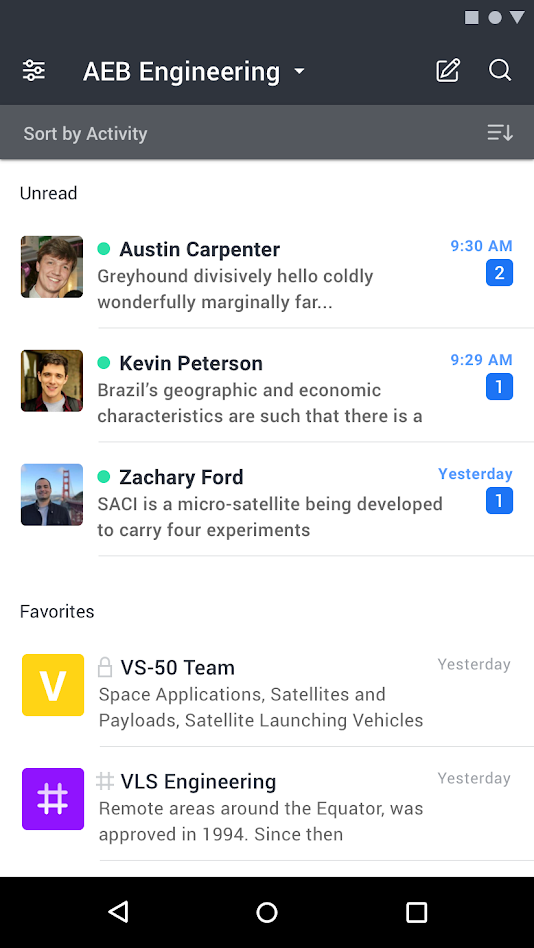 AEB Engineering
Sort by Activity
Unread
Austin Carpenter
9:30 AM
Greyhound divisively hello coldly
2
wonderfully marginally far...
Kevin Peterson
9:29 AM
Brazil’s geographic and economic
1
characteristics are such that there is a
Zachary Ford
Yesterday
SACI is a micro-satellite being developed
1
to carry four experiments
Favorites
V
VS-50 Team
Yesterday
Space Applications, Satellites and
Payloads, Satellite Launching Vehicles
#
# VLS Engineering
Yesterday
Remote areas around the Equator, was
approved in 1994. Since then